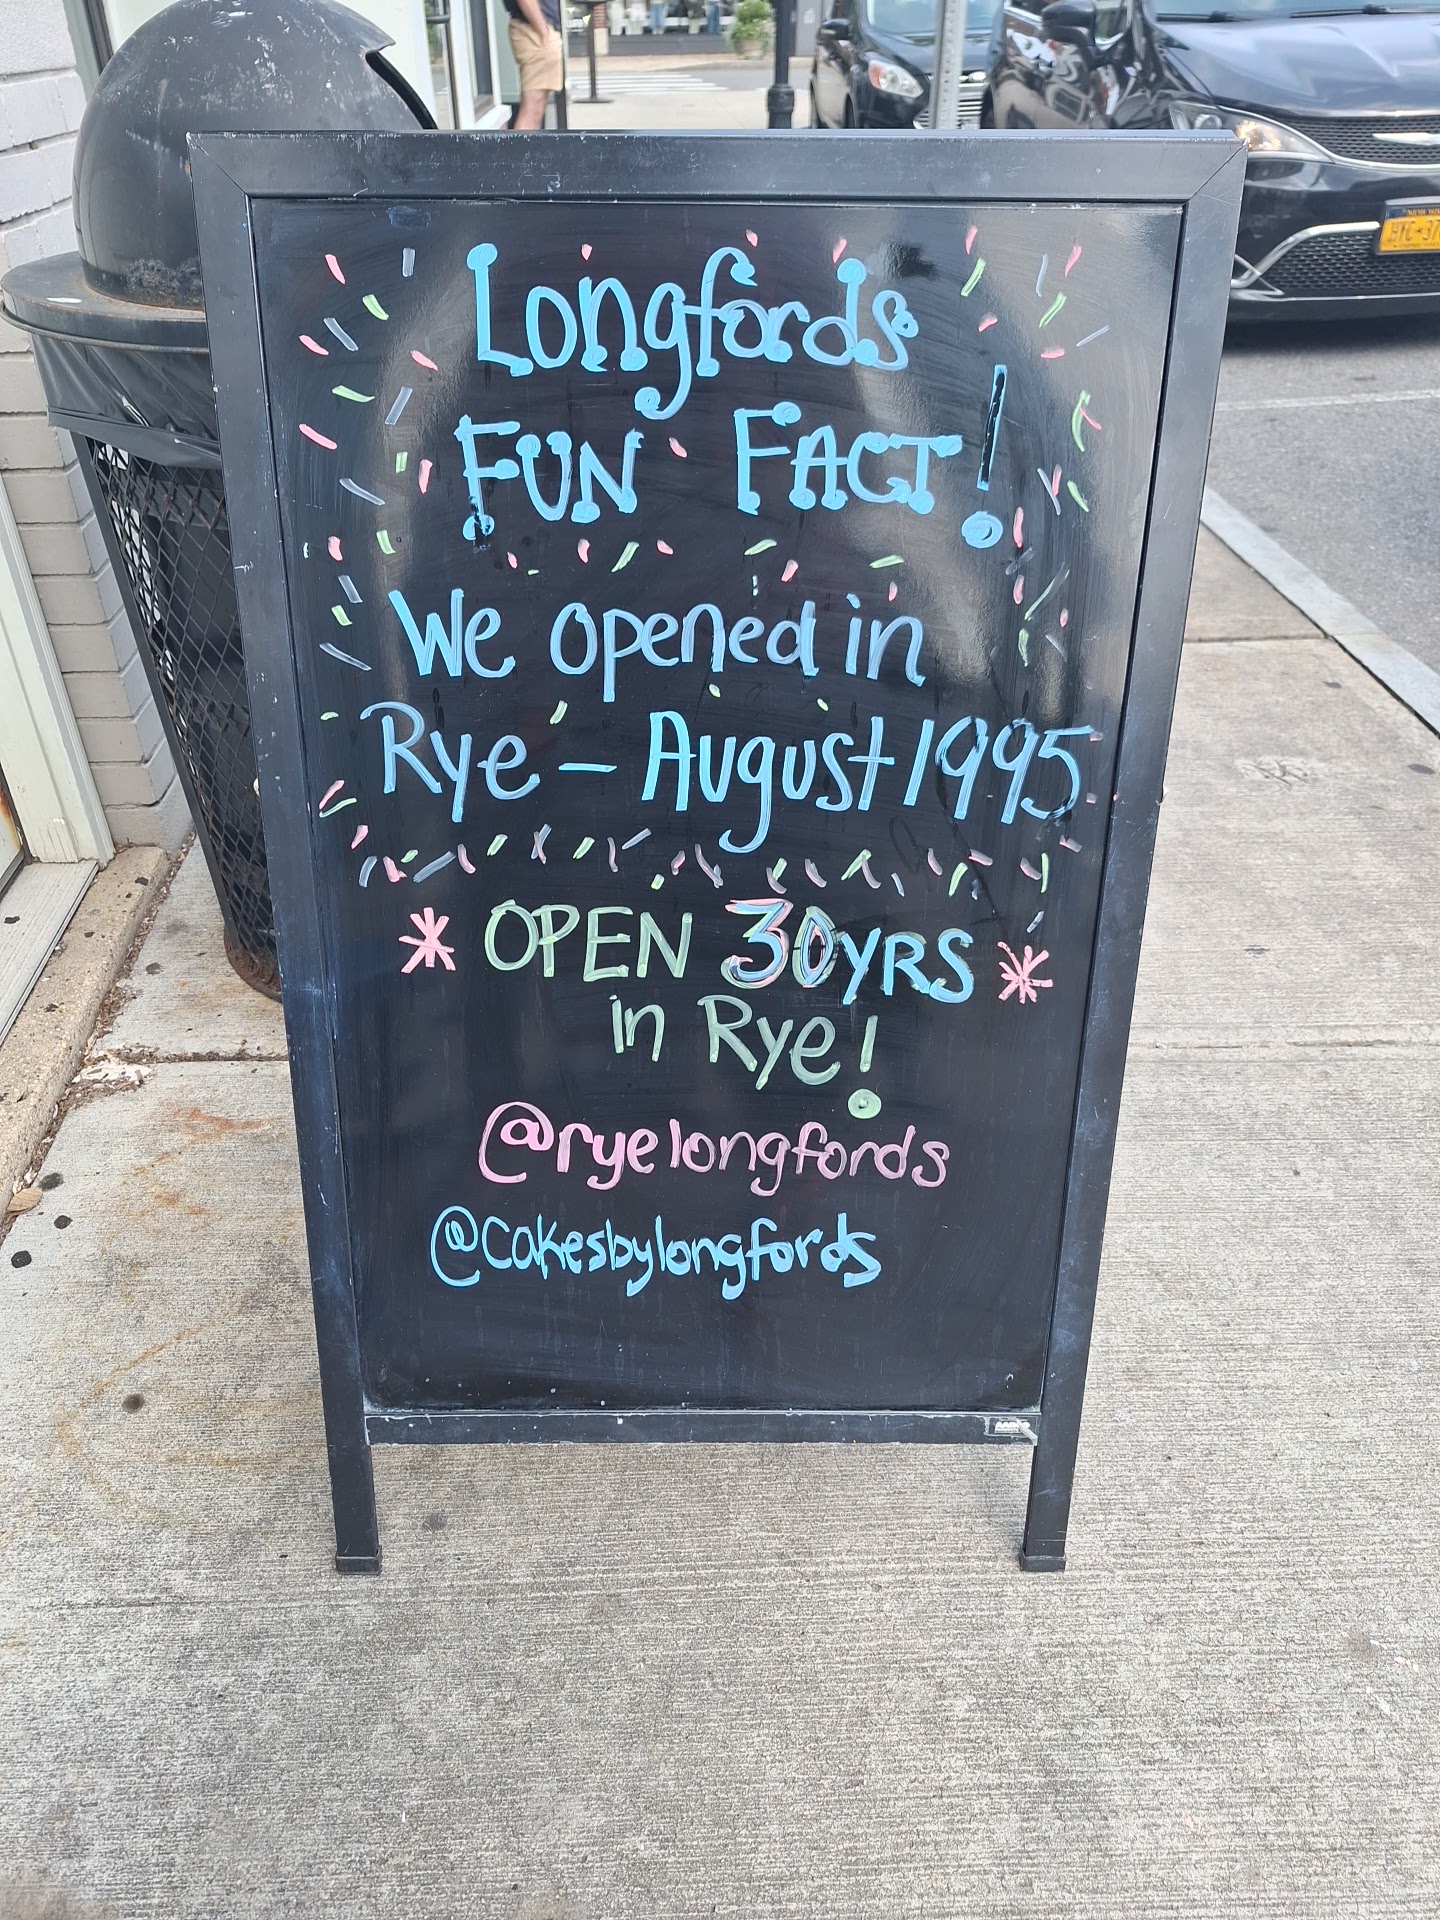 Longfords
FUN FACT!
We opened in
Rye - August 1995
* OPEN 30YRS *
in Rye!
@ryelongfords
@cakesbylongfords